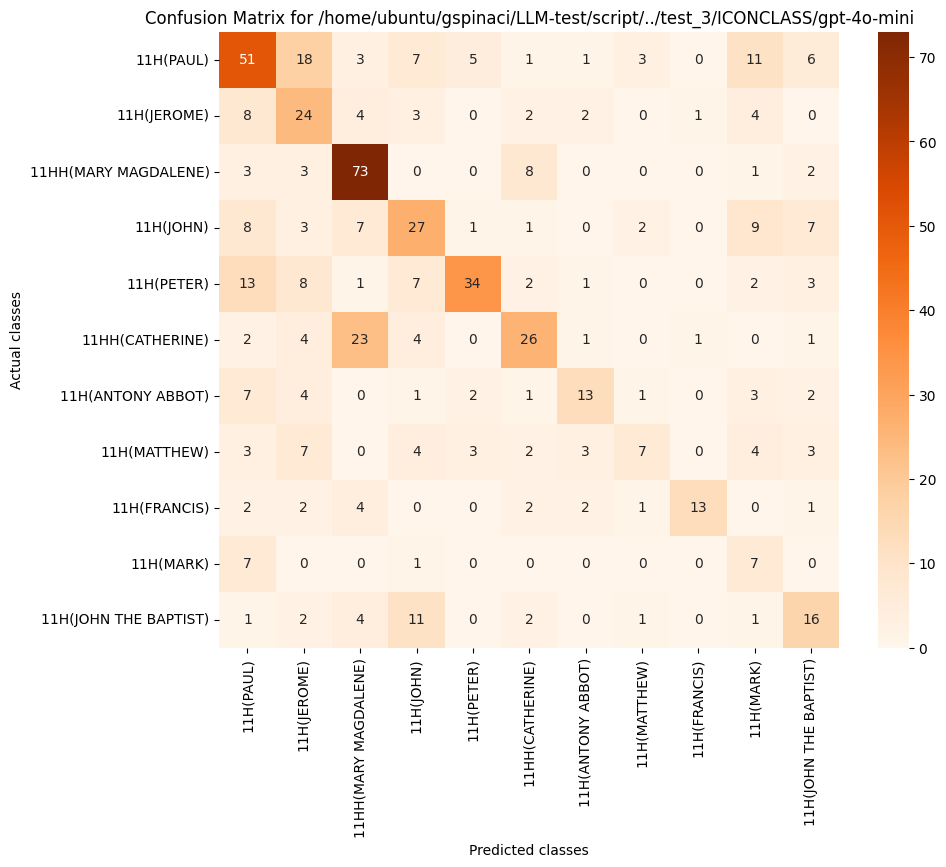 Confusion Matrix for /home/ubuntu/gspinaci/LLM-test/script/../test_3/ICONCLASS/gpt-4o-mini
Actual classes
11H(PAUL) 51 18 3 7 5 1 1 3 0 11 6
11H(JEROME) 8 24 4 3 0 2 2 0 1 4 0
11HH(MARY MAGDALENE) 3 3 73 0 0 8 0 0 0 1 2
11H(JOHN) 8 3 7 27 1 1 0 2 0 9 7
11H(PETER) 13 8 1 7 34 2 1 0 0 2 3
11HH(CATHERINE) 2 4 23 4 0 26 1 0 1 0 1
11H(ANTONY ABBOT) 7 4 0 1 2 1 13 1 0 3 2
11H(MATTHEW) 3 7 0 4 3 2 3 7 0 4 3
11H(FRANCIS) 2 2 4 0 0 2 2 1 13 0 1
11H(MARK) 7 0 0 1 0 0 0 0 0 7 0
11H(JOHN THE BAPTIST) 1 2 4 11 0 2 0 1 0 1 16
11H(PAUL)
11H(JEROME)
11HH(MARY MAGDALENE)
11H(JOHN)
11H(PETER)
11HH(CATHERINE)
11H(ANTONY ABBOT)
11H(MATTHEW)
11H(FRANCIS)
11H(MARK)
11H(JOHN THE BAPTIST)
Predicted classes
70
60
50
40
30
20
10
0